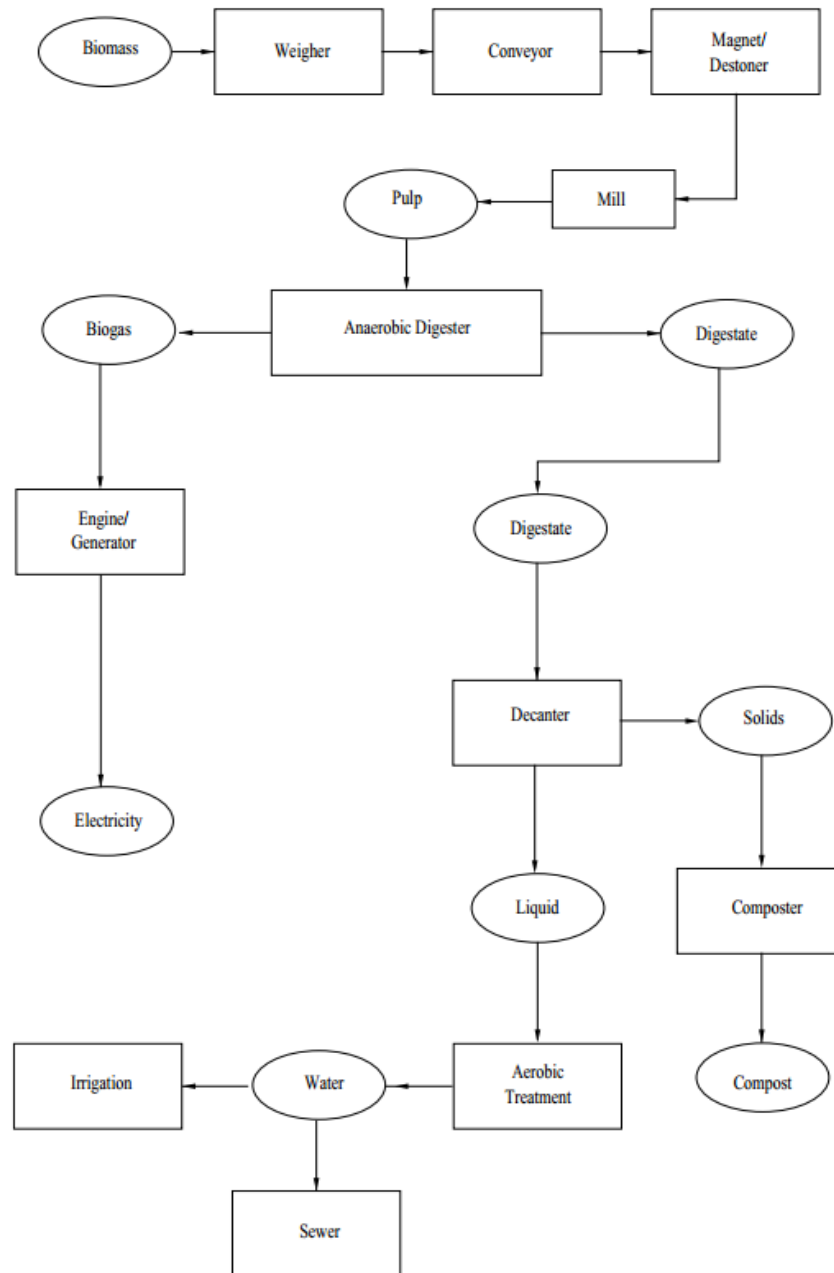 Biomass
Weigher
Conveyor
Magnet/
Destoner
Pulp
Mill
Biogas
Anaerobic Digester
Digestate
Engine/
Generator
Digestate
Decanter
Solids
Electricity
Liquid
Composter
Irrigation
Water
Aerobic
Treatment
Compost
Sewer